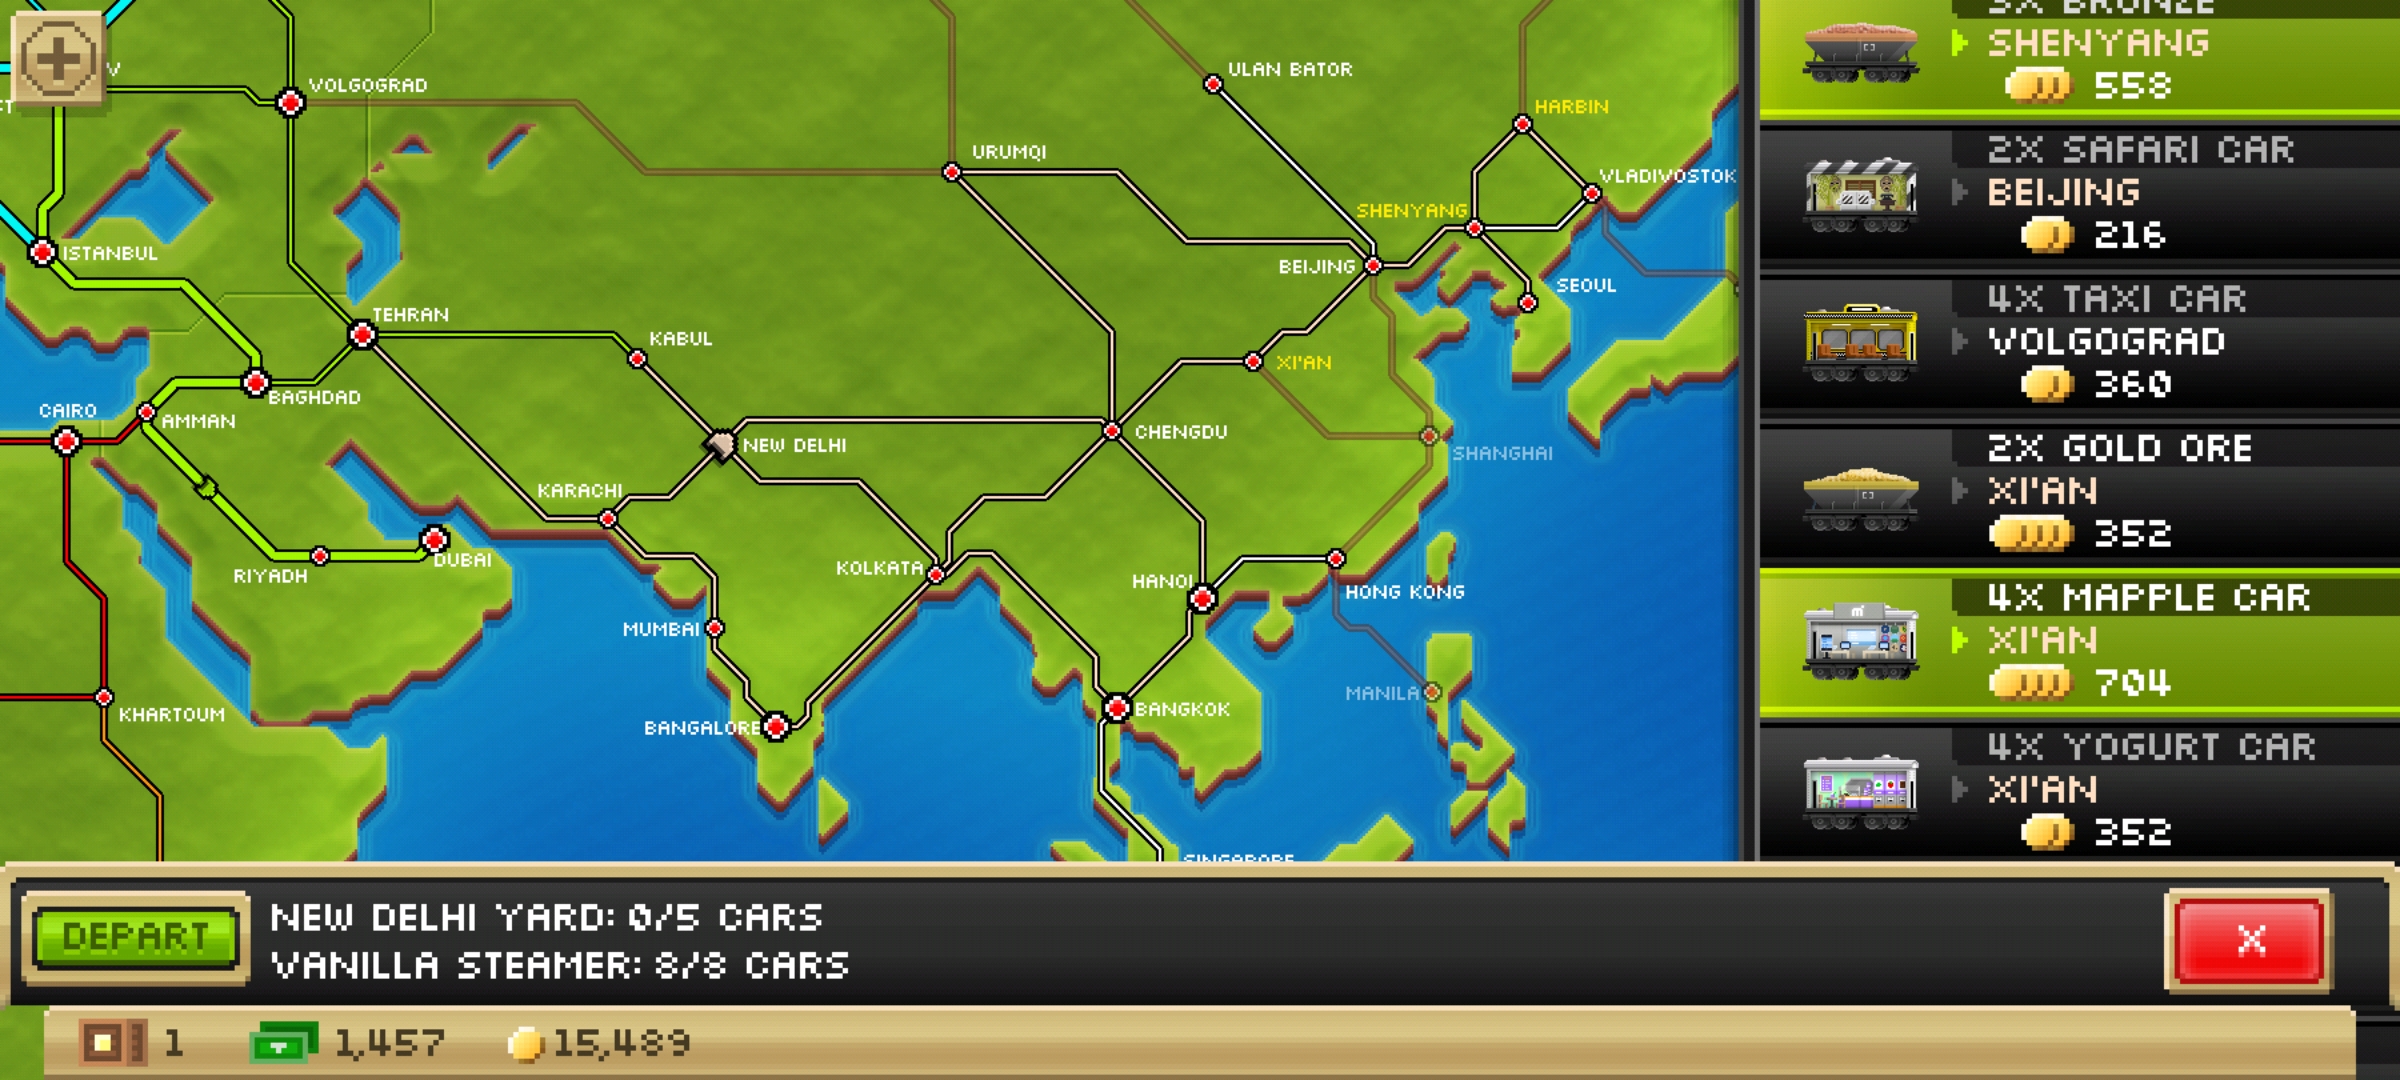 ULAN BATOR
V
VOLGOGRAD
HARBIN
URUMQI
VLADIVOSTOK
SHENYANG
ISTANBUL
BEIJING
SEOUL
TEHRAN
KABUL
XI'AN
BAGHDAD
CAIRO
AMMAN
CHENGDU
NEW DELHI
SHANGHAI
KARACHI
DUBAI
RIYADH
KOLKATA
HANOI
HONG KONG
MUMBAI
MANILA
KHARTOUM
BANGALORE
BANGKOK
SINGAPORE
3X BRONZE
SHENYANG
558
2X SAFARI CAR
BEIJING
216
4X TAXI CAR
VOLGOGRAD
360
2X GOLD ORE
XI'AN
352
4X MAPPLE CAR
m
XI'AN
704
4X YOGURT CAR
XI'AN
352
DEPART
NEW DELHI YARD: 0/5 CARS
VANILLA STEAMER: 8/8 CARS
X
1
1,457
15,489